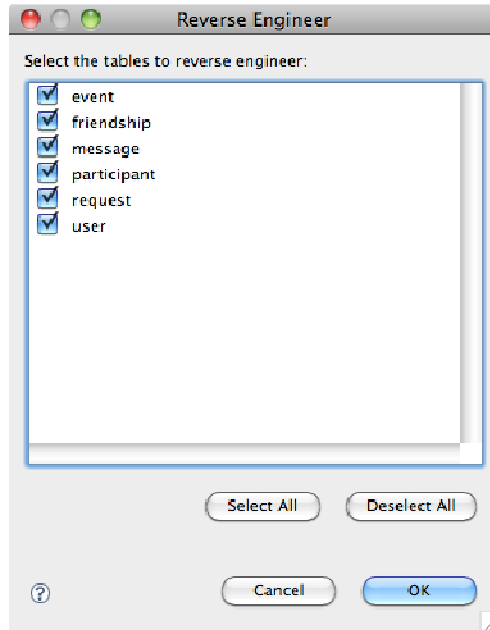 Reverse Engineer
Select the tables to reverse engineer:
event
friendship
message
participant
request
user
Select All Deselect All
? Cancel OK